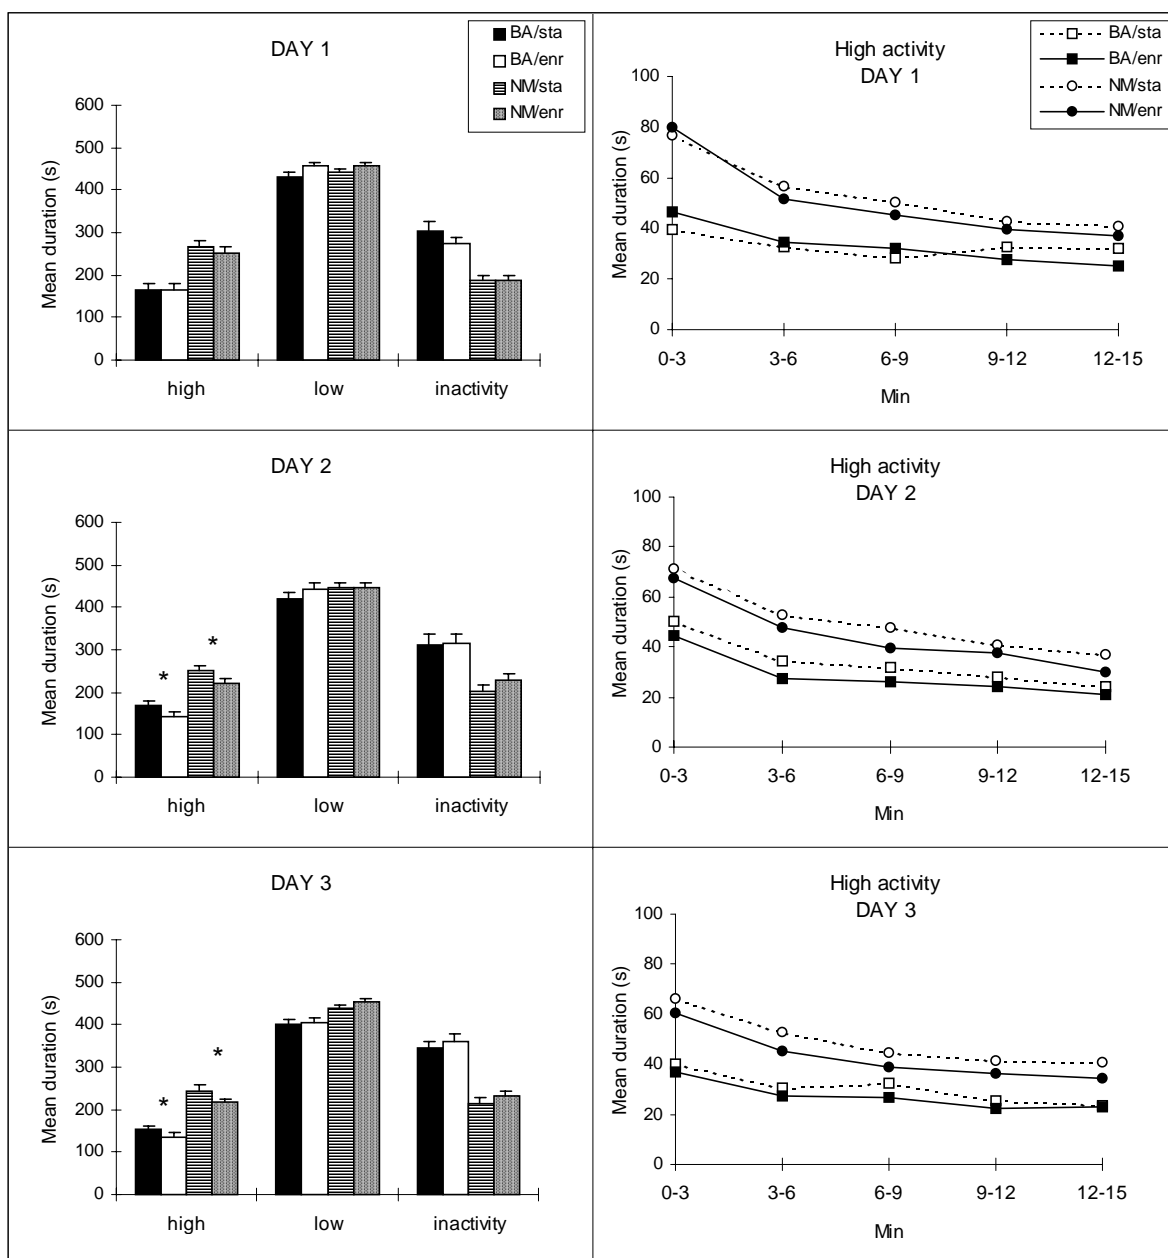 DAY 1
BA/sta
BA/enr
NM/sta
NM/enr
Mean duration (s)
600
500
400
300
200
100
0
high low inactivity
High activity
DAY 1
BA/sta
BA/enr
NM/sta
NM/enr
Mean duration (s)
100
80
60
40
20
0
0-3 3-6 6-9 9-12 12-15
Min
DAY 2
Mean duration (s)
600
500
400
300
200
100
0
* *
high low inactivity
High activity
DAY 2
Mean duration (s)
100
80
60
40
20
0
0-3 3-6 6-9 9-12 12-15
Min
DAY 3
Mean duration (s)
600
500
400
300
200
100
0
* *
high low inactivity
High activity
DAY 3
Mean duration (s)
100
80
60
40
20
0
0-3 3-6 6-9 9-12 12-15
Min